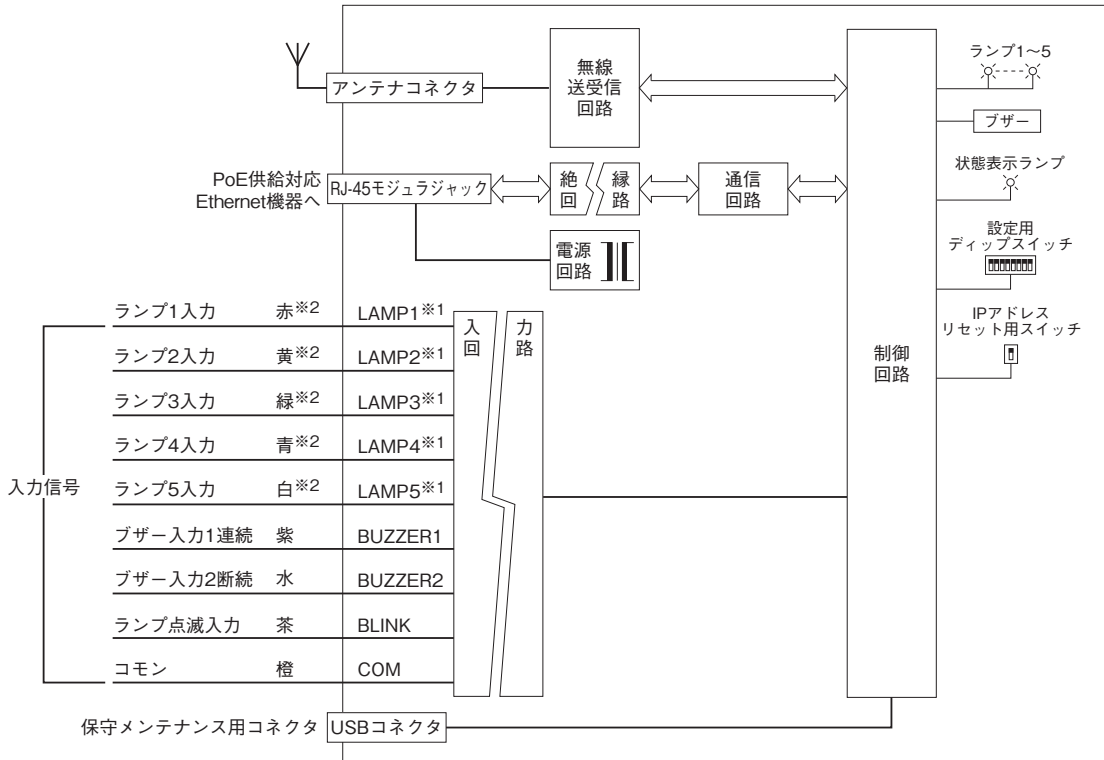 アンテナコネクタ
無線
送受信
回路
ランプ1～5
ブザー
PoE供給対応
Ethernet機器へ
RJ-45モジュラジャック
絶 縁
回 路
通信
回路
状態表示ランプ
電源
回路
設定用
ディップスイッチ
IPアドレス
リセット用スイッチ
制御
回路
入力信号
ランプ1入力 赤※2 LAMP1※1
ランプ2入力 黄※2 LAMP2※1
ランプ3入力 緑※2 LAMP3※1
ランプ4入力 青※2 LAMP4※1
ランプ5入力 白※2 LAMP5※1
ブザー入力1連続 紫 BUZZER1
ブザー入力2断続 水 BUZZER2
ランプ点滅入力 茶 BLINK
コモン 橙 COM
入 力
回 路
保守メンテナンス用コネクタ USBコネクタ